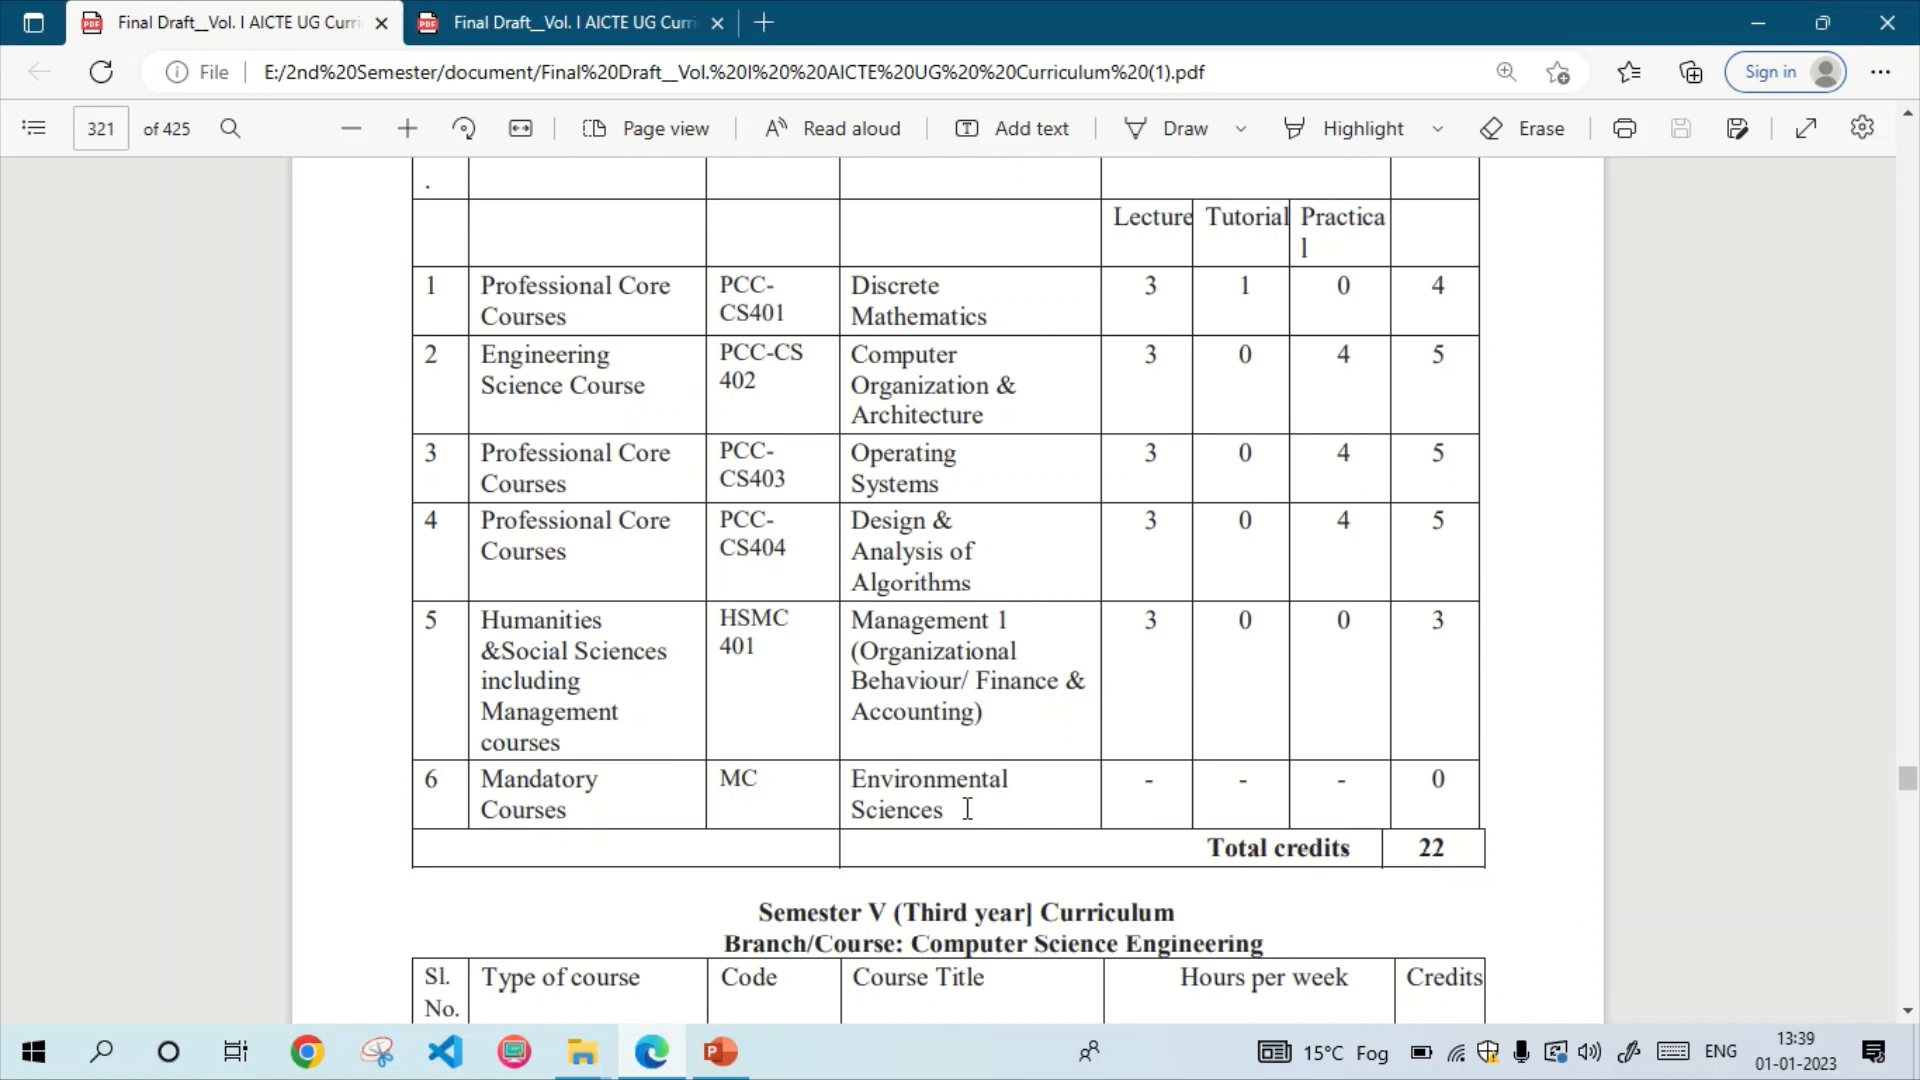 Final Draft__Vol. I AICTE UG Curri
Final Draft__Vol. I AICTE UG Curri
File
E:/2nd%20Semester/document/Final%20Draft__Vol.%20I%20%20AICTE%20UG%20%20Curriculum%20(1).pdf
Sign in
321 of 425
Page view
Read aloud
Add text
Draw
Highlight
Erase
.
Lecture Tutorial Practica
l
1 Professional Core PCC- Discrete 3 1 0 4
Courses CS401 Mathematics
2 Engineering PCC-CS Computer 3 0 4 5
Science Course 402 Organization &
Architecture
3 Professional Core PCC- Operating 3 0 4 5
Courses CS403 Systems
4 Professional Core PCC- Design & 3 0 4 5
Courses CS404 Analysis of
Algorithms
5 Humanities HSMC Management 1 3 0 0 3
&Social Sciences 401 (Organizational
including Behaviour/ Finance &
Management Accounting)
courses
6 Mandatory MC Environmental - - - 0
Courses Sciences
Total credits 22
Semester V (Third year] Curriculum
Branch/Course: Computer Science Engineering
Sl. Type of course Code Course Title Hours per week Credits
No.
15°C Fog
ENG
13:39
01-01-2023